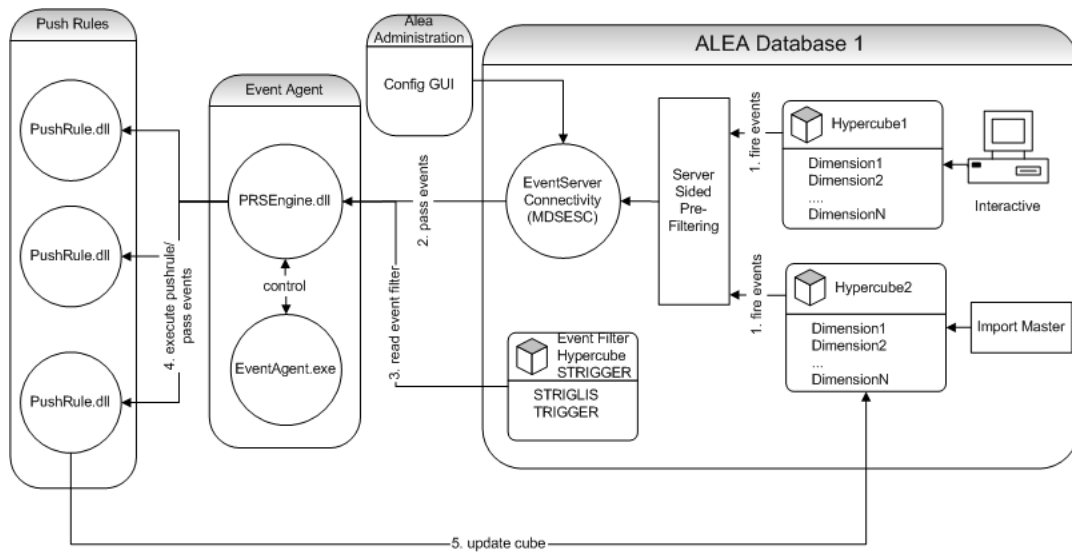 Push Rules
PushRule.dll
PushRule.dll
PushRule.dll
4. execute pushrule/
pass events
Event Agent
PRSEngine.dll
control
EventAgent.exe
Alea
Administration
Config GUI
2. pass events
3. read event filter
ALEA Database 1
EventServer
Connectivity
(MDSESC)
Server
Sided
Pre-
Filtering
1. fire events
1. fire events
Hypercube1
Dimension1
Dimension2
....
DimensionN
Interactive
Hypercube2
Dimension1
Dimension2
...
DimensionN
Import Master
Event Filter
Hypercube
STRIGGER
STRIGLIS
TRIGGER
5. update cube